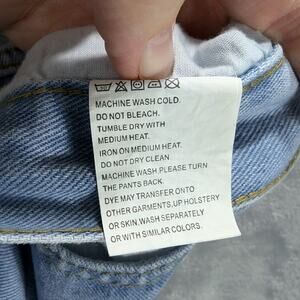 MACHINE WASH COLD.
DO NOT BLEACH.
TUMBLE DRY WITH
MEDIUM HEAT.
IRON ON MEDIUM HEAT.
DO NOT DRY CLEAN
MACHINE WASH PLEASE TURN
THE PANTS BACK.
DYE MAY TRANSFER ONTO
OTHER GARMENTS,UP HOLSTERY
OR SKIN.WASH SEPARATELY
OR WITH SIMILAR COLORS.